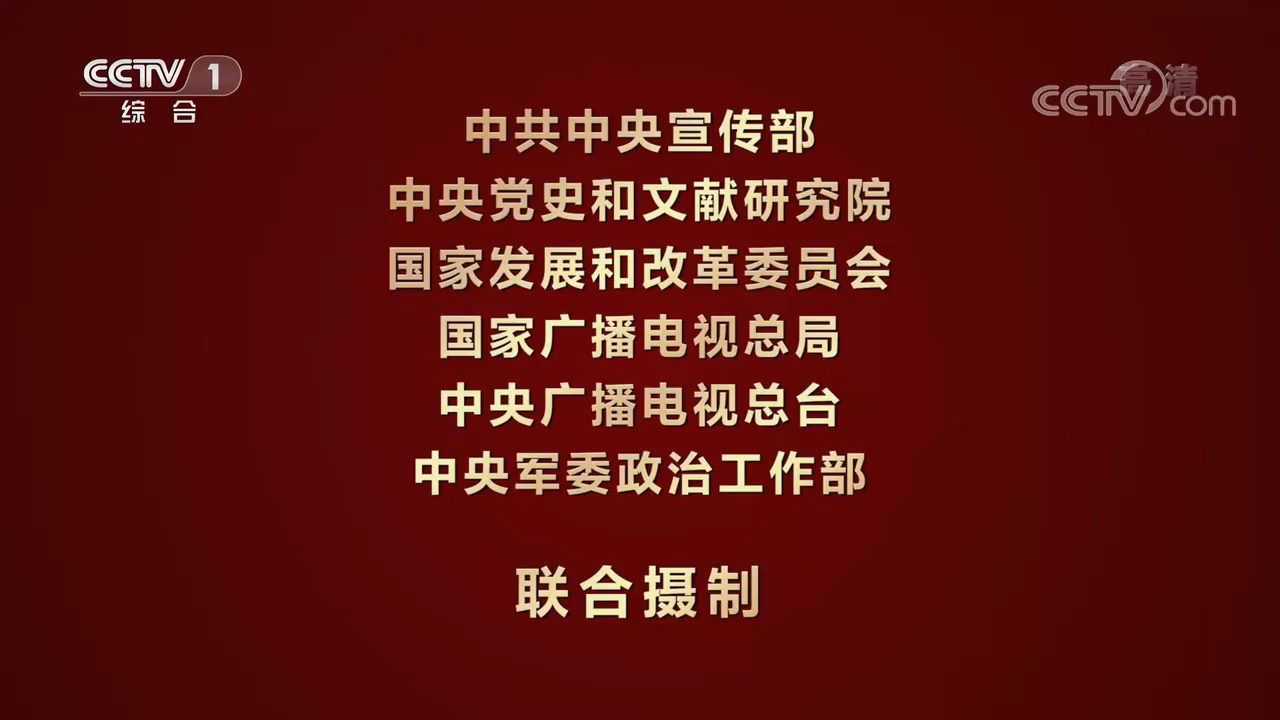 CCTV 1
综合
高清
CCTV.com
中共中央宣传部
中央党史和文献研究院
国家发展和改革委员会
国家广播电视总局
中央广播电视总台
中央军委政治工作部
联合摄制